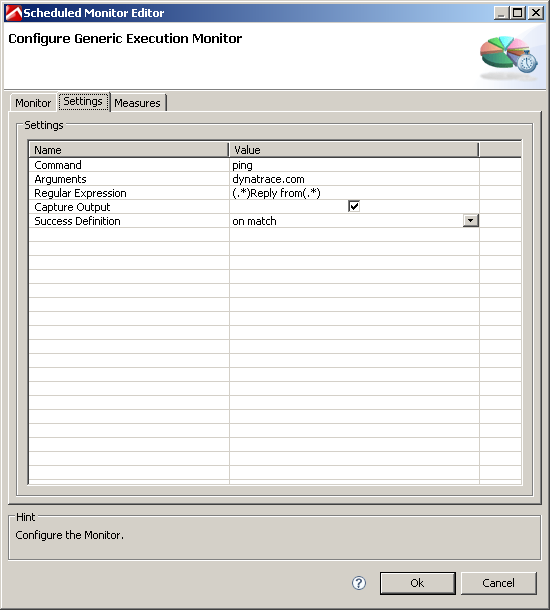 Scheduled Monitor Editor
Configure Generic Execution Monitor
Monitor Settings Measures
Settings
Name Value
Command ping
Arguments dynatrace.com
Regular Expression (.*)Reply from(.*)
Capture Output
Success Definition on match
Hint
Configure the Monitor.
? Ok Cancel